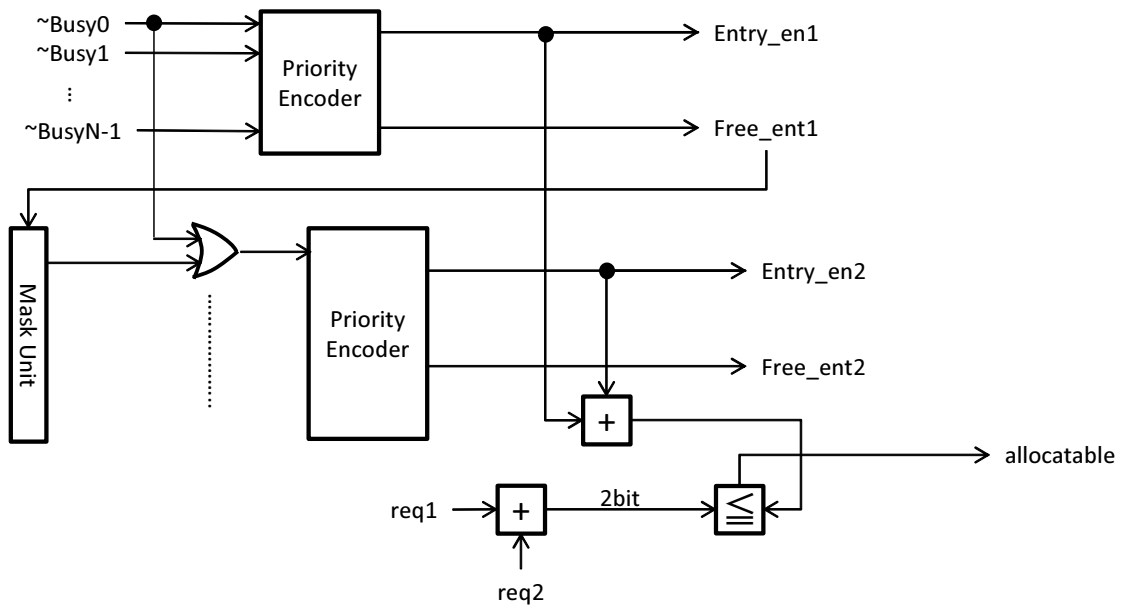 ~Busy0
~Busy1
⋮
~BusyN-1
Priority
Encoder
Entry_en1
Free_ent1
Mask Unit
Priority
Encoder
Entry_en2
Free_ent2
+
allocatable
req1
+
2bit
≦
req2